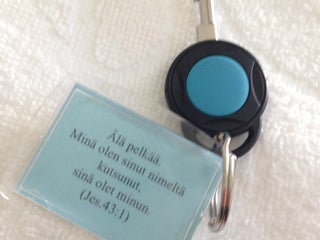 Älä pelkää.
Minä olen sinut nimeltä
kutsunut,
sinä olet minun.
(Jes.43:1)